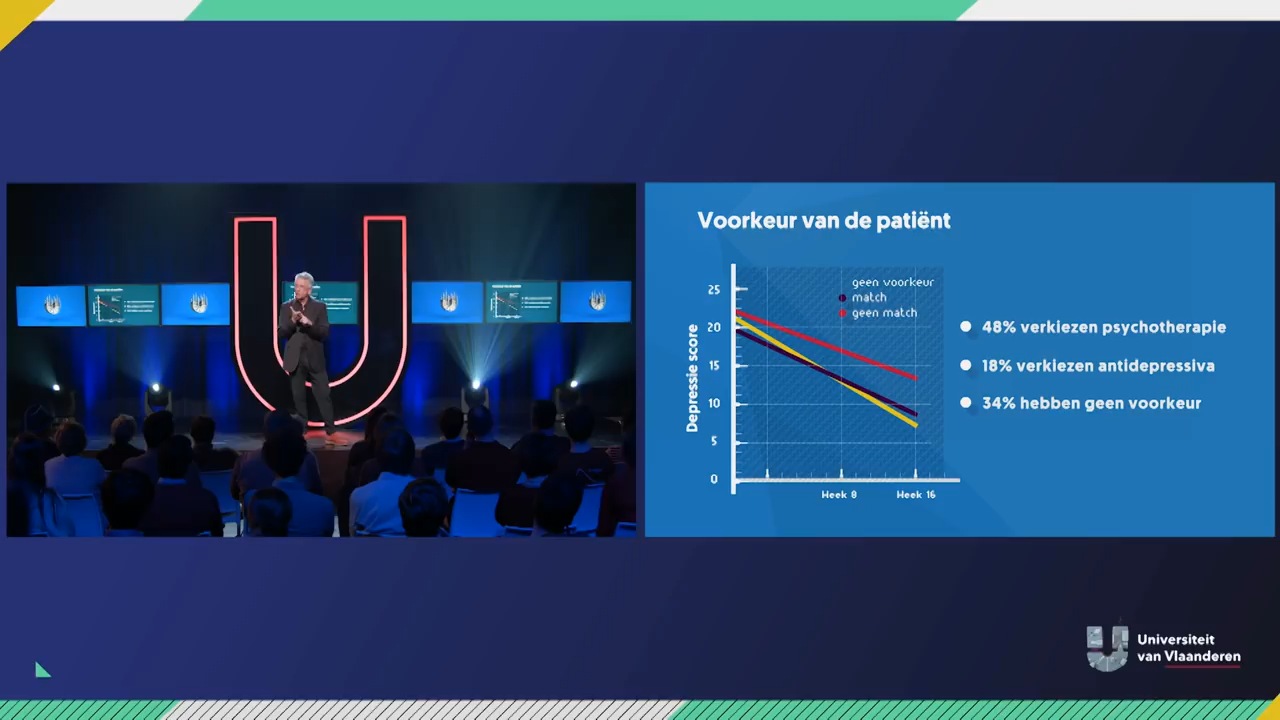 Voorkeur van de patiënt
Depressie score
25
20
15
10
5
0
geen voorkeur
match
geen match
Week 8
Week 16
48% verkiezen psychotherapie
18% verkiezen antidepressiva
34% hebben geen voorkeur
Universiteit
van Vlaanderen